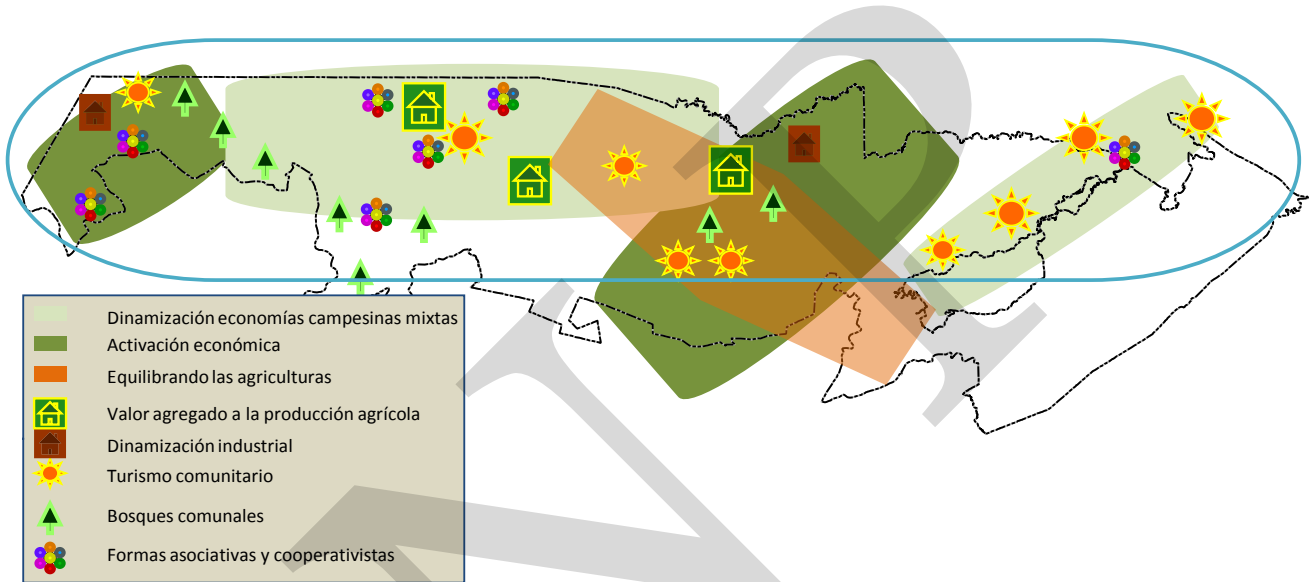 Dinamización economías campesinas mixtas
Activación económica
Equilibrando las agriculturas
Valor agregado a la producción agrícola
Dinamización industrial
Turismo comunitario
Bosques comunales
Formas asociativas y cooperativistas